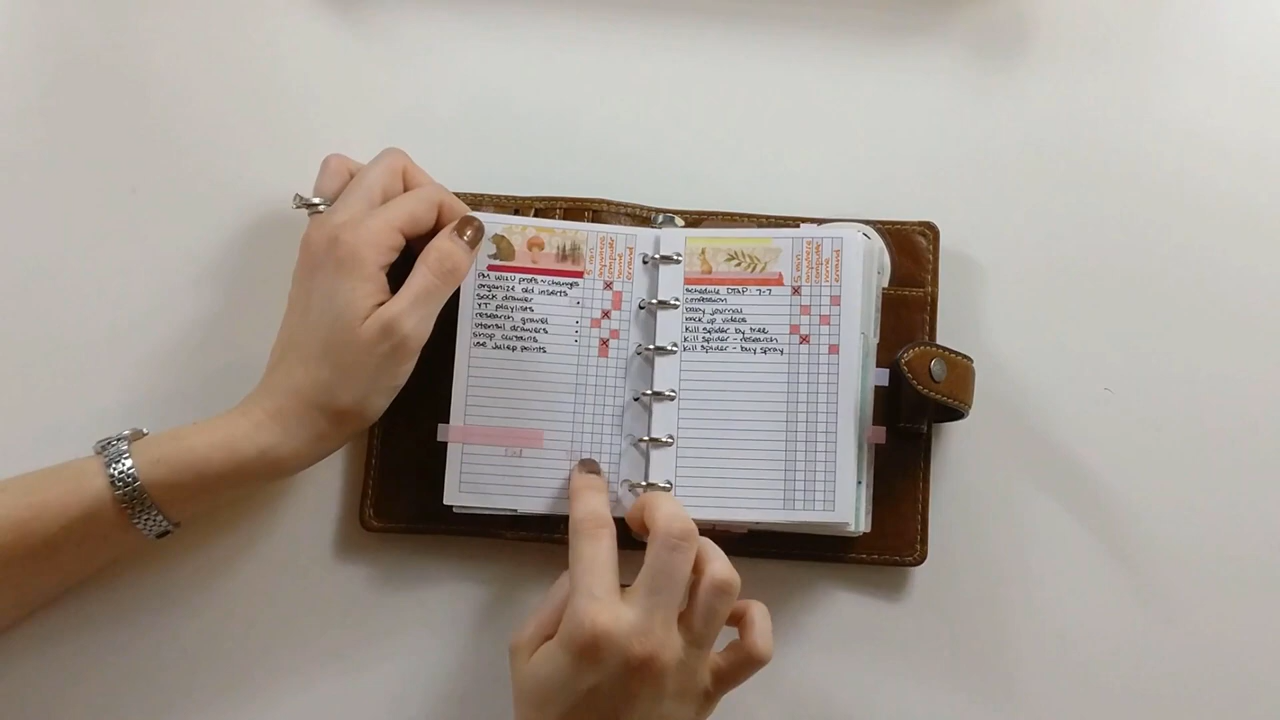 5 min
anywhere
computer
home
errand
PM WI2U profs ~ changes
organize old inserts
sock drawer
YT playlists
research gravel
utensil drawers
shop curtains
use Julep points
5 min
anywhere
computer
home
errand
schedule DTaP: 7-7
confession
baby journal
back up videos
kill spider by tree
kill spider - research
kill spider - buy spray